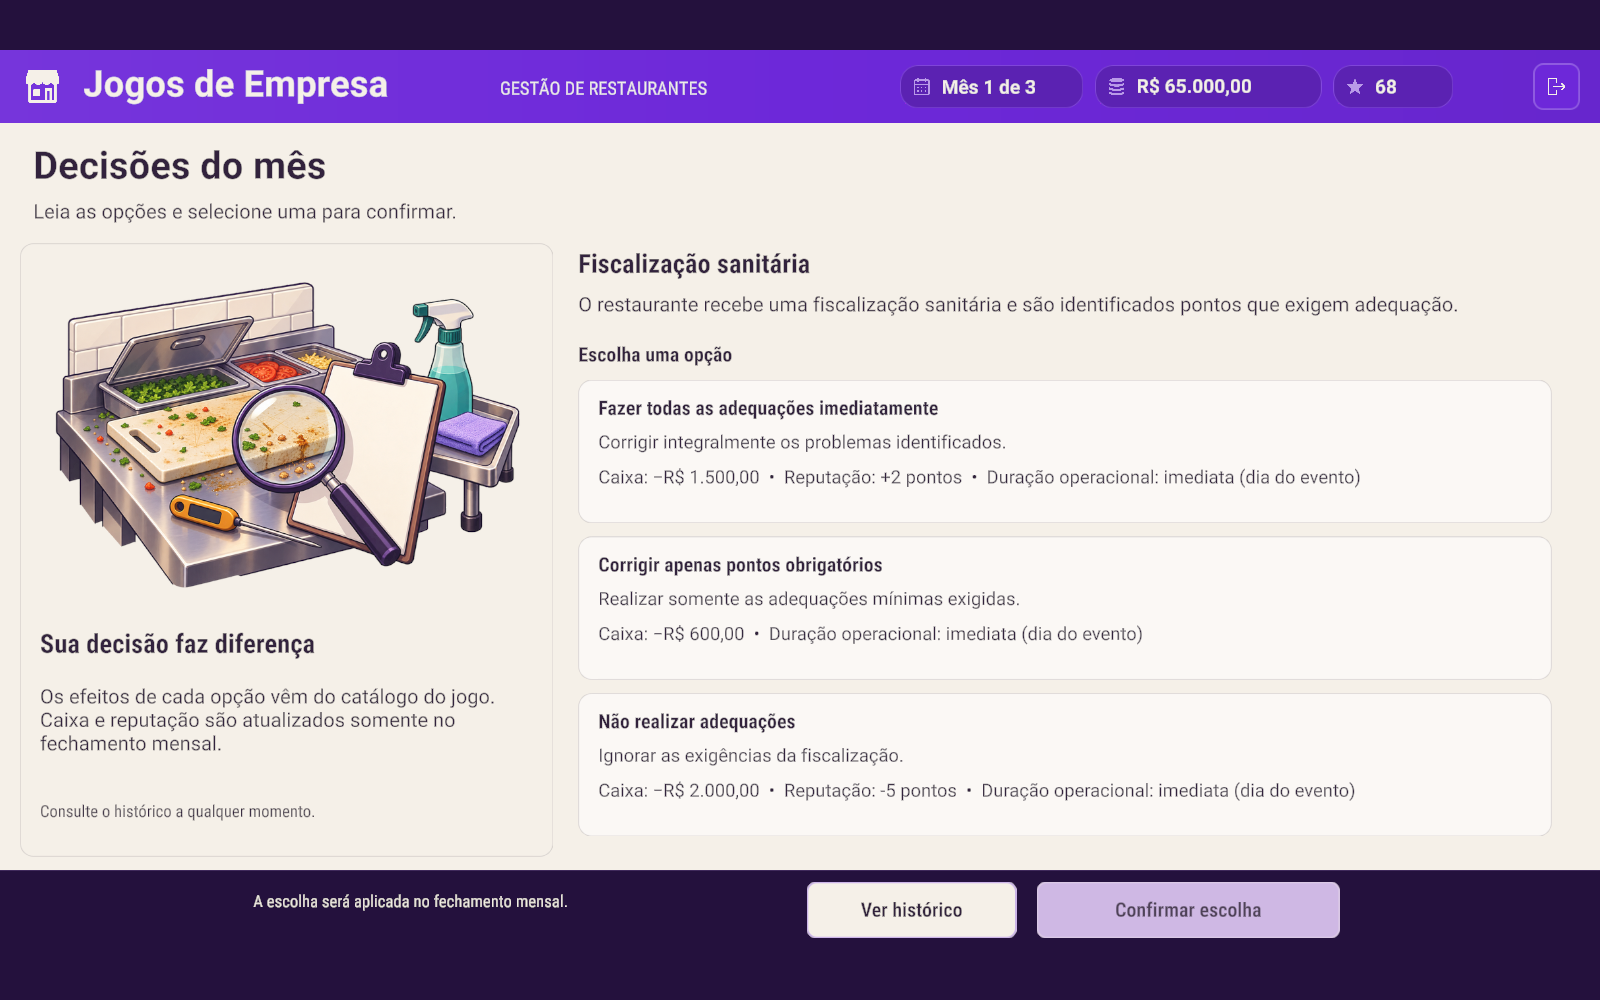 Jogos de Empresa
GESTÃO DE RESTAURANTES
Mês 1 de 3
R$ 65.000,00
68
Decisões do mês
Leia as opções e selecione uma para confirmar.
Sua decisão faz diferença
Os efeitos de cada opção vêm do catálogo do jogo.
Caixa e reputação são atualizados somente no
fechamento mensal.
Consulte o histórico a qualquer momento.
Fiscalização sanitária
O restaurante recebe uma fiscalização sanitária e são identificados pontos que exigem adequação.
Escolha uma opção
Fazer todas as adequações imediatamente
Corrigir integralmente os problemas identificados.
Caixa: −R$ 1.500,00 • Reputação: +2 pontos • Duração operacional: imediata (dia do evento)
Corrigir apenas pontos obrigatórios
Realizar somente as adequações mínimas exigidas.
Caixa: −R$ 600,00 • Duração operacional: imediata (dia do evento)
Não realizar adequações
Ignorar as exigências da fiscalização.
Caixa: −R$ 2.000,00 • Reputação: -5 pontos • Duração operacional: imediata (dia do evento)
A escolha será aplicada no fechamento mensal.
Ver histórico
Confirmar escolha